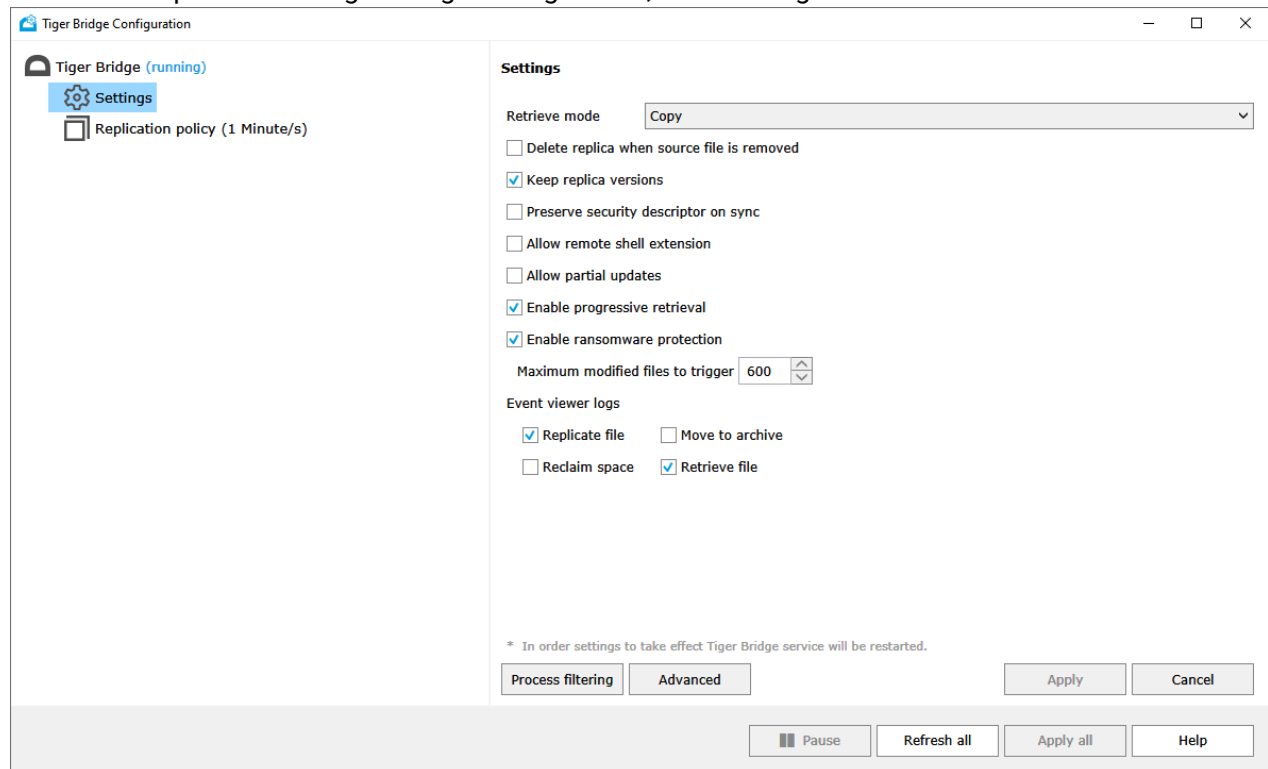 Tiger Bridge Configuration
Tiger Bridge (running)
Settings
Replication policy (1 Minute/s)
Settings
Retrieve mode Copy
Delete replica when source file is removed
Keep replica versions
Preserve security descriptor on sync
Allow remote shell extension
Allow partial updates
Enable progressive retrieval
Enable ransomware protection
Maximum modified files to trigger 600
Event viewer logs
Replicate file Move to archive
Reclaim space Retrieve file
* In order settings to take effect Tiger Bridge service will be restarted.
Process filtering Advanced Apply Cancel
Pause Refresh all Apply all Help